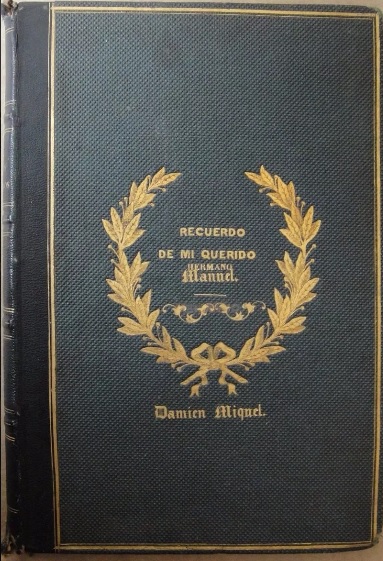 RECUERDO
DE MI QUERIDO
HERMANO
Manuel.
Damien Miquel.